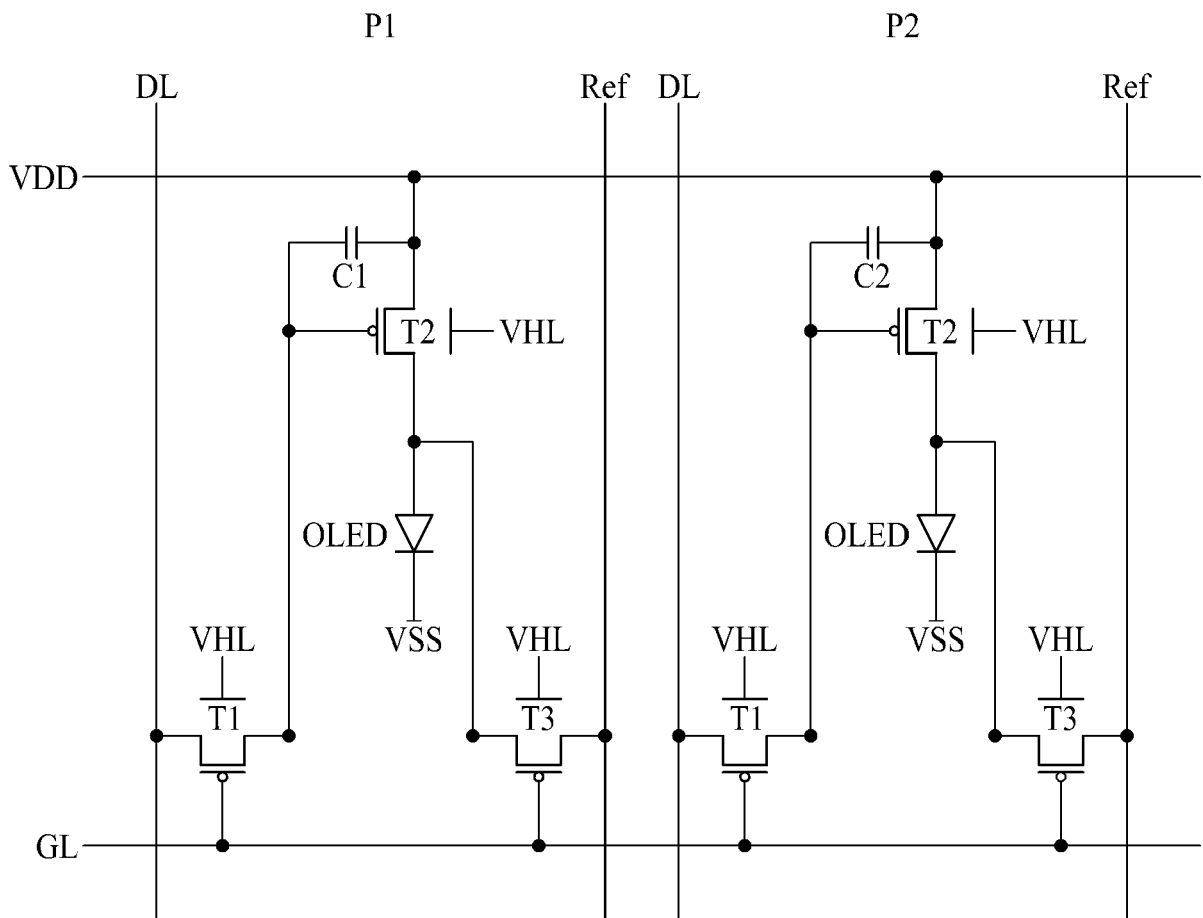 P1 P2
DL Ref DL Ref
VDD
C1 C2
T2 VHL T2 VHL
OLED OLED
VHL VSS VHL VHL VSS VHL
T1 T3 T1 T3
GL